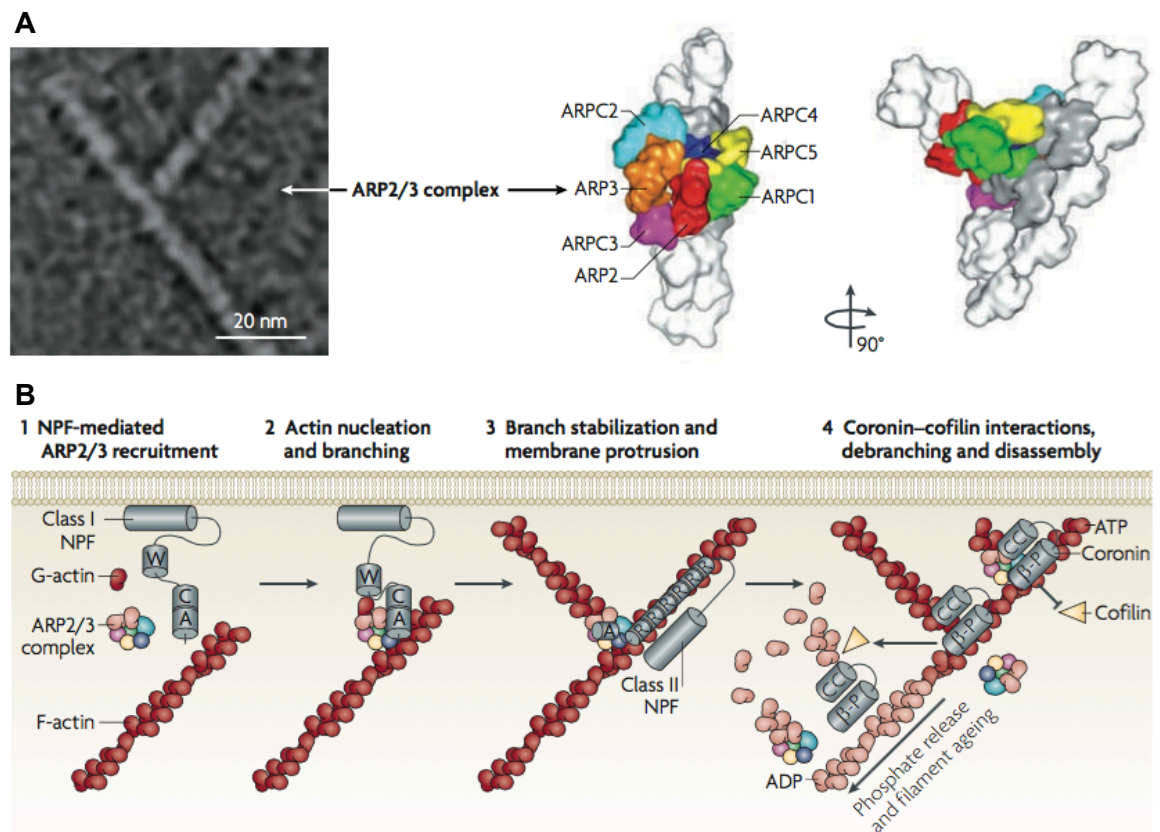 A
ARPC2
ARPC4
ARPC5
ARP2/3 complex
ARP3
ARPC1
ARPC3
ARP2
20 nm
90°
B
1 NPF-mediated
ARP2/3 recruitment
2 Actin nucleation
and branching
3 Branch stabilization and
membrane protrusion
4 Coronin–cofilin interactions,
debranching and disassembly
Class I
NPF
W
G-actin
C
A
ARP2/3
complex
F-actin
W
C
A
A
RRRRRRR
Class II
NPF
CC
β-P
ATP
Coronin
Cofilin
CC
β-P
CC
β-P
ADP
Phosphate release
and filament ageing